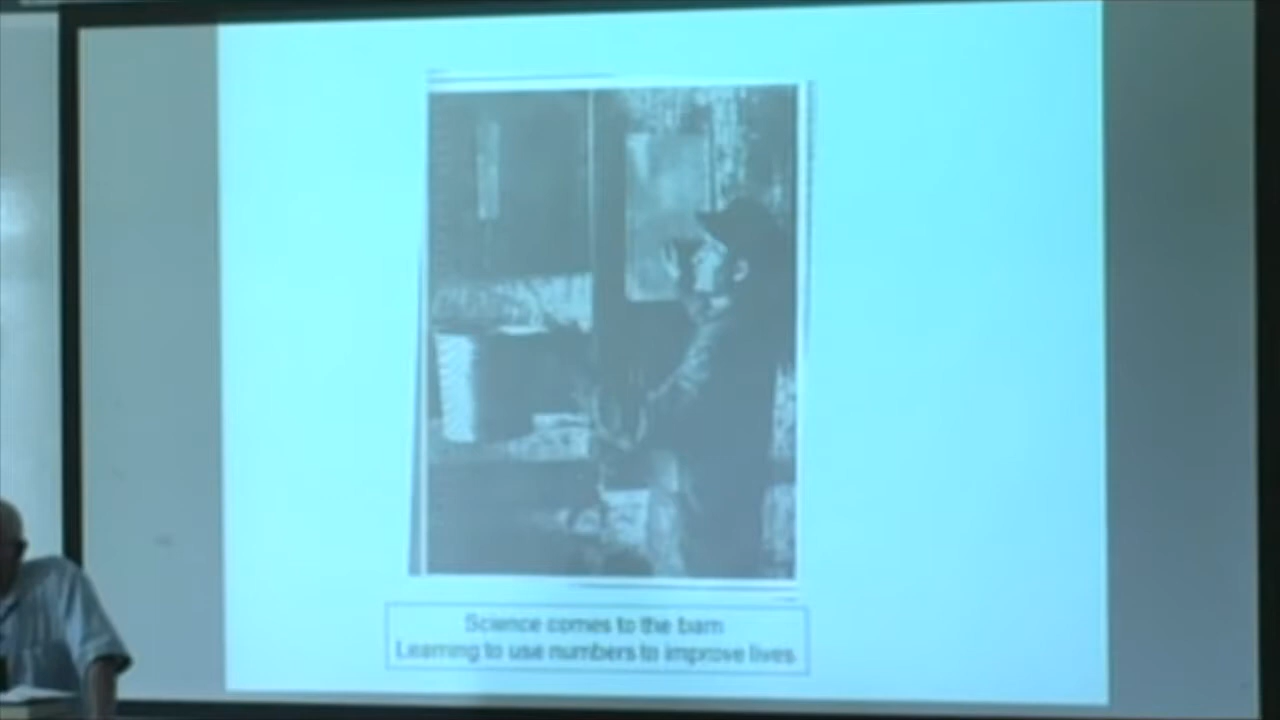 Science comes to the barn
Learning to use numbers to improve lives